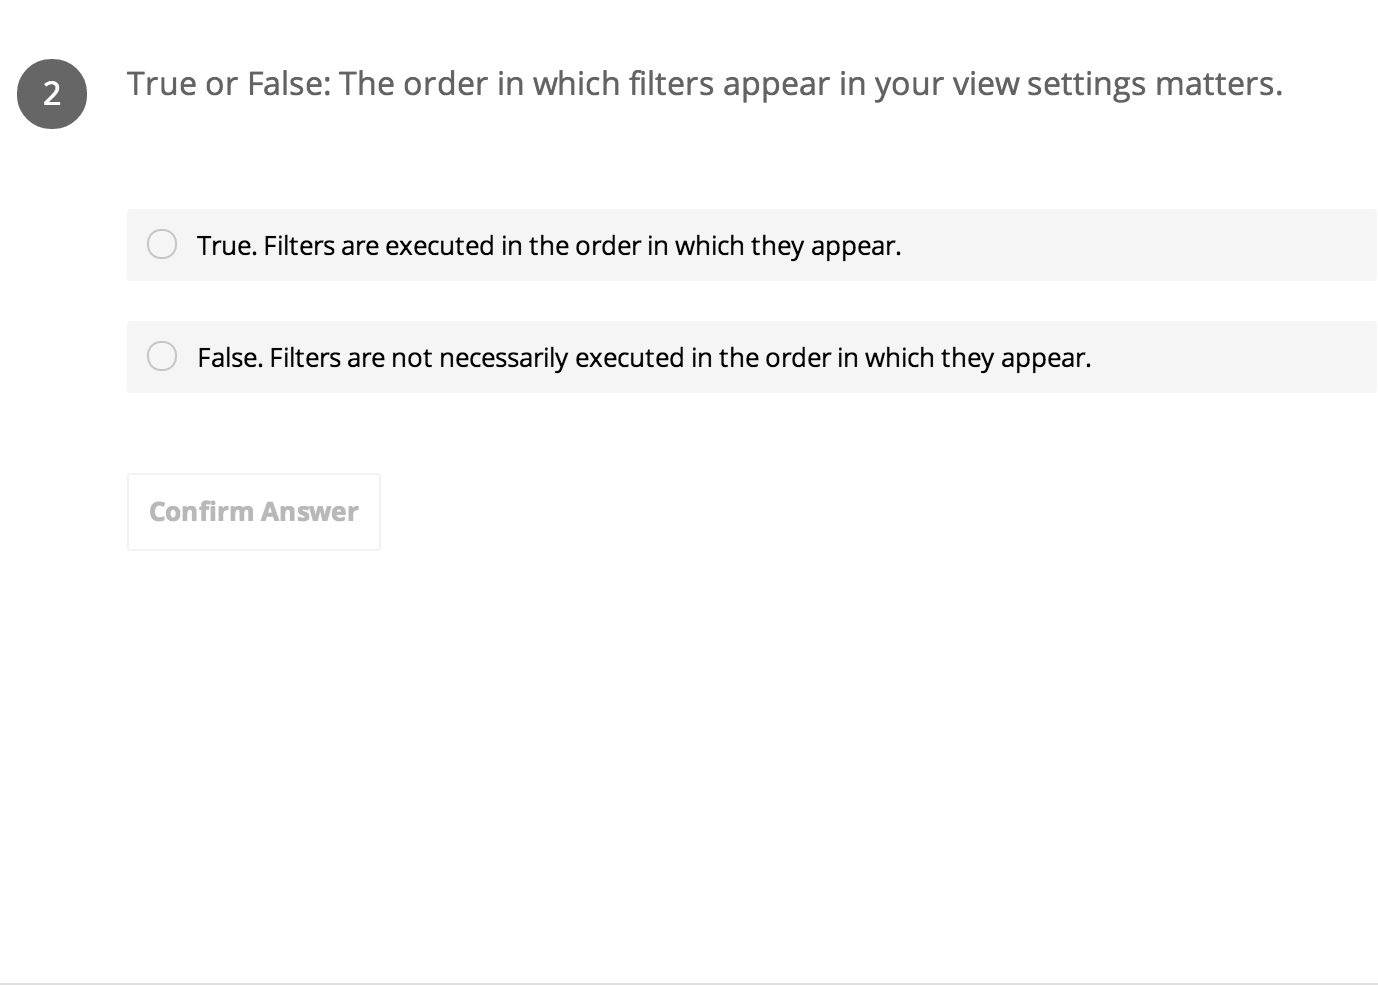 2
True or False: The order in which filters appear in your view settings matters.
True. Filters are executed in the order in which they appear.
False. Filters are not necessarily executed in the order in which they appear.
Confirm Answer